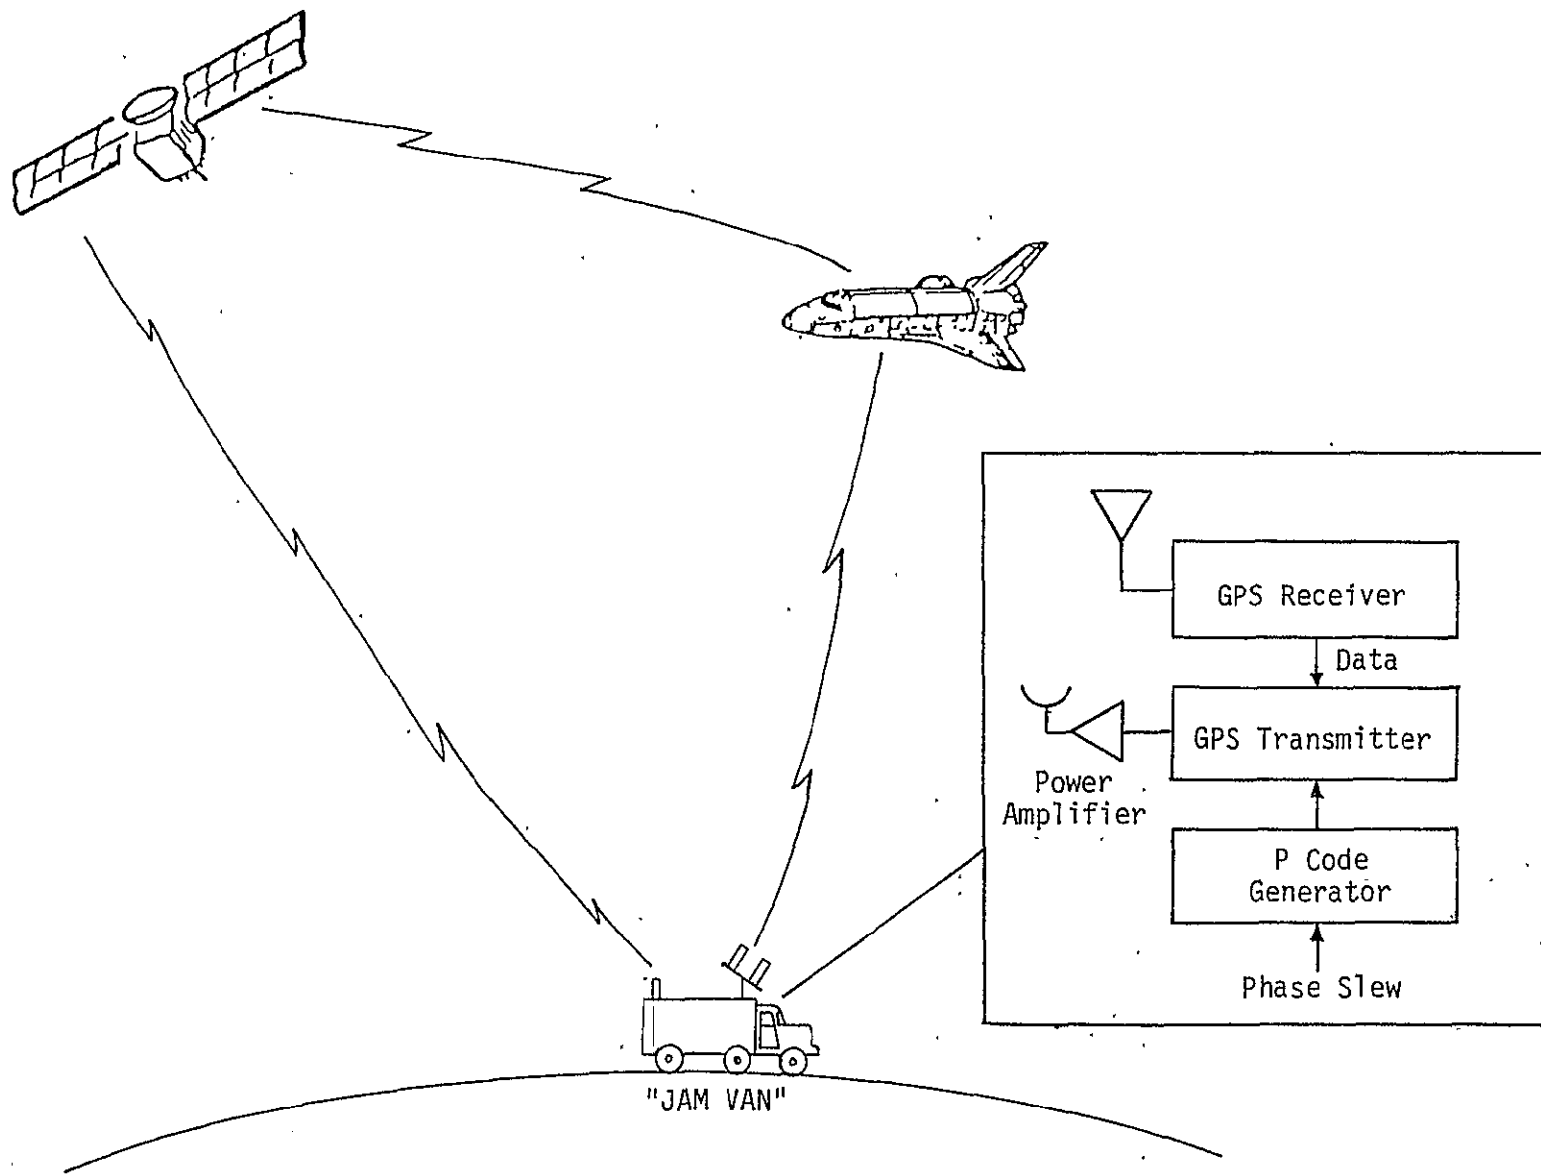 GPS Receiver
Data
GPS Transmitter
Power
Amplifier
P Code
Generator
Phase Slew
"JAM VAN"